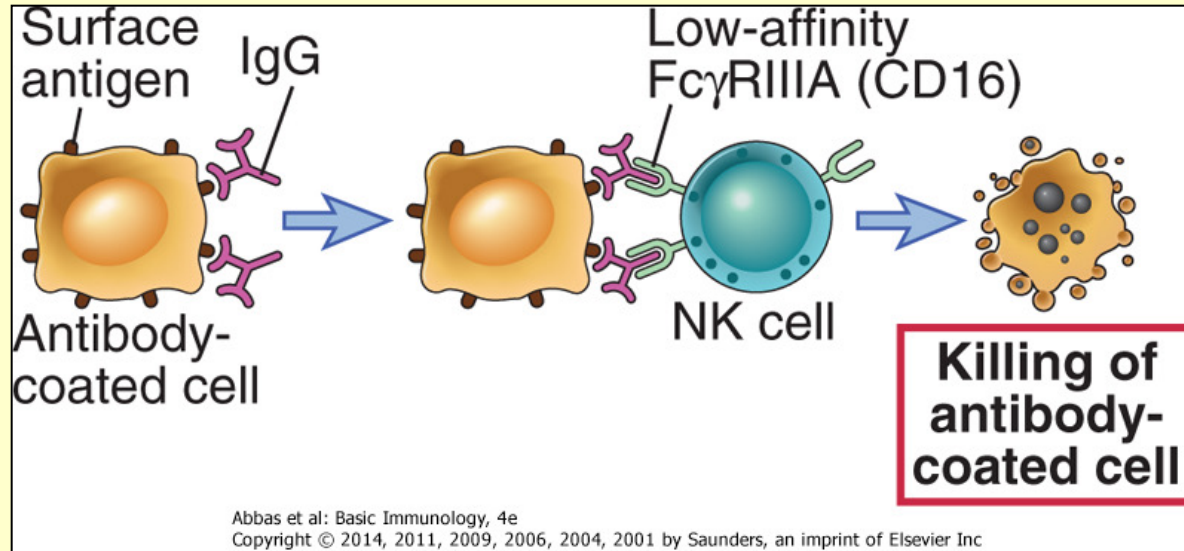 Surface
antigen
IgG
Low-affinity
FcγRIIIA (CD16)
Antibody-
coated cell
NK cell
Killing of
antibody-
coated cell
Abbas et al: Basic Immunology, 4e
Copyright © 2014, 2011, 2009, 2006, 2004, 2001 by Saunders, an imprint of Elsevier Inc